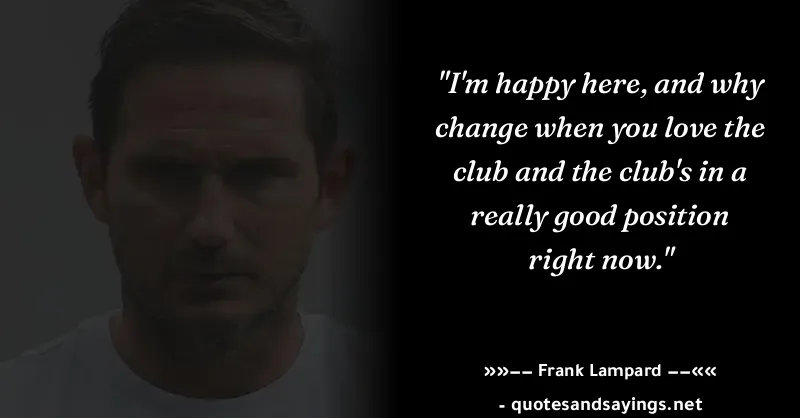 "I'm happy here, and why
change when you love the
club and the club's in a
really good position
right now."
»»–– Frank Lampard ––««
- quotesandsayings.net